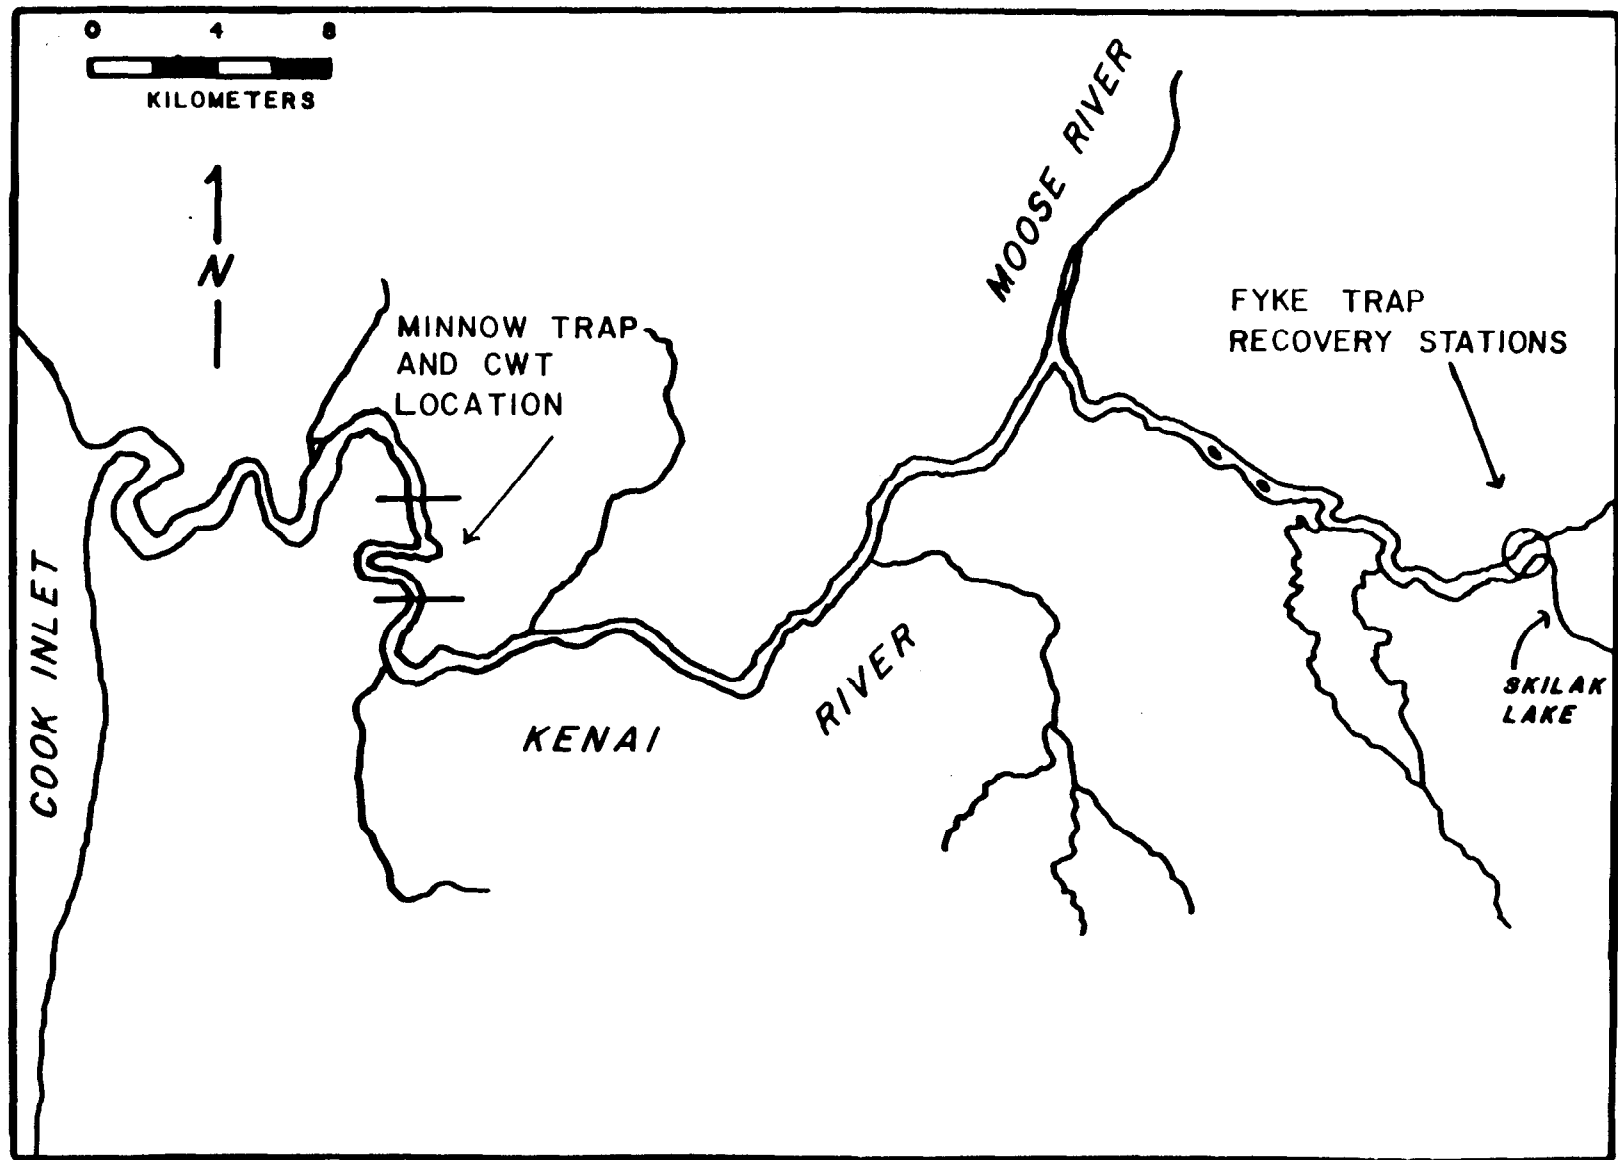 0 4 8
KILOMETERS
N
MINNOW TRAP
AND CWT
LOCATION
MOOSE RIVER
FYKE TRAP
RECOVERY STATIONS
COOK INLET
KENAI
RIVER
SKILAK
LAKE